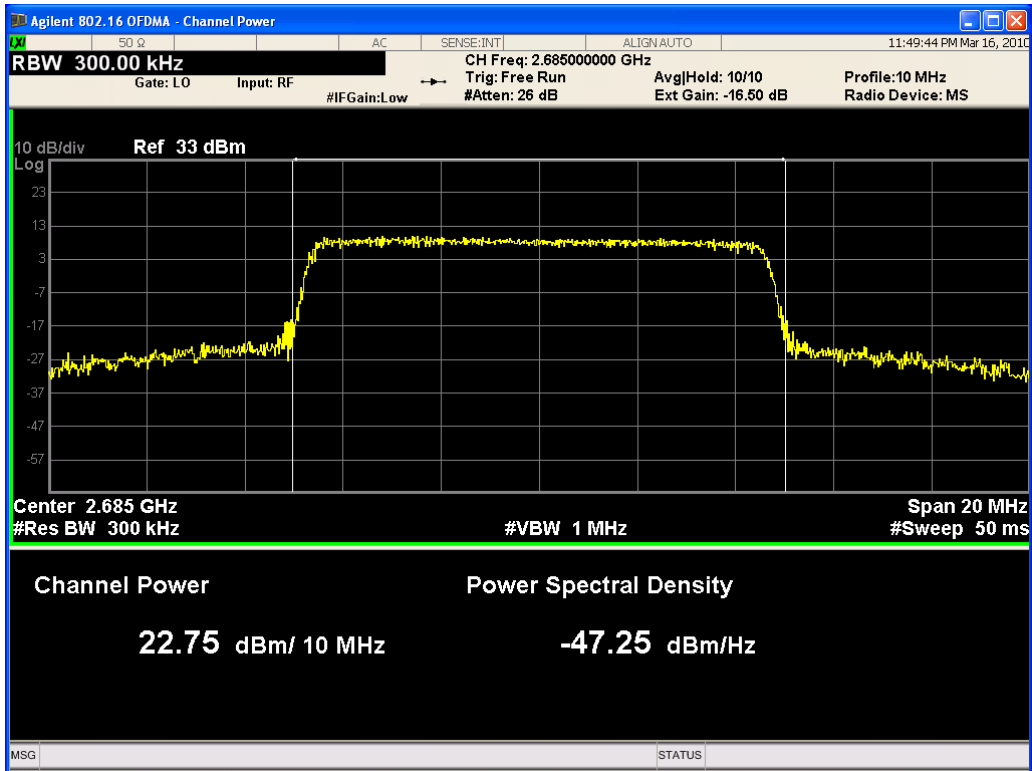 Agilent 802.16 OFDMA - Channel Power
LXI 50 Ω AC SENSE:INT ALIGN AUTO 11:49:44 PM Mar 16, 2010
RBW 300.00 kHz CH Freq: 2.685000000 GHz
Gate: LO Input: RF Trig: Free Run Avg|Hold: 10/10 Profile:10 MHz
#IFGain:Low #Atten: 26 dB Ext Gain: -16.50 dB Radio Device: MS
10 dB/div Ref 33 dBm
Log
23
13
3
-7
-17
-27
-37
-47
-57
Center 2.685 GHz Span 20 MHz
#Res BW 300 kHz #VBW 1 MHz #Sweep 50 ms
Channel Power Power Spectral Density
22.75 dBm/ 10 MHz -47.25 dBm/Hz
MSG STATUS